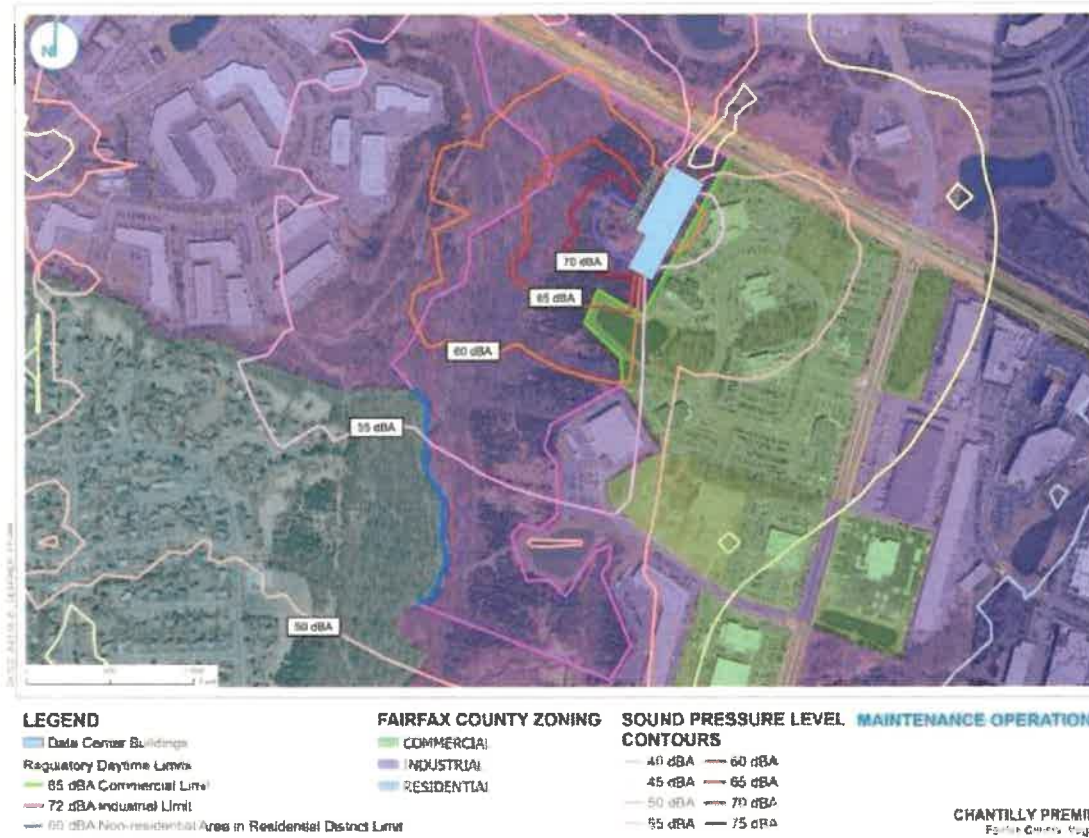 N
70 dBA
65 dBA
60 dBA
55 dBA
50 dBA
LEGEND
Data Center Buildings
Regulatory Daytime Limits
65 dBA Commercial Limit
72 dBA Industrial Limit
60 dBA Non-residential Area in Residential District Limit
FAIRFAX COUNTY ZONING
COMMERCIAL
INDUSTRIAL
RESIDENTIAL
SOUND PRESSURE LEVEL
CONTOURS
40 dBA
45 dBA
50 dBA
55 dBA
60 dBA
65 dBA
70 dBA
75 dBA
MAINTENANCE OPERATION
CHANTILLY PREMI